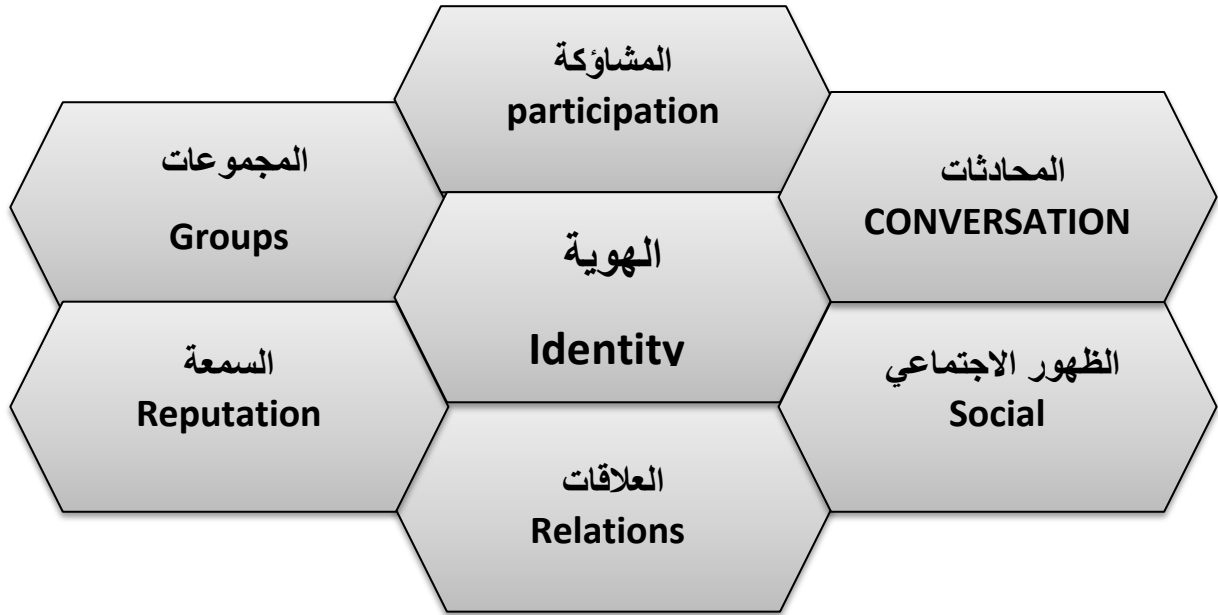 المشاؤكة
participation
المجموعات
Groups
المحادثات
CONVERSATION
الهوية
Identity
السمعة
Reputation
الظهور الاجتماعي
Social
العلاقات
Relations